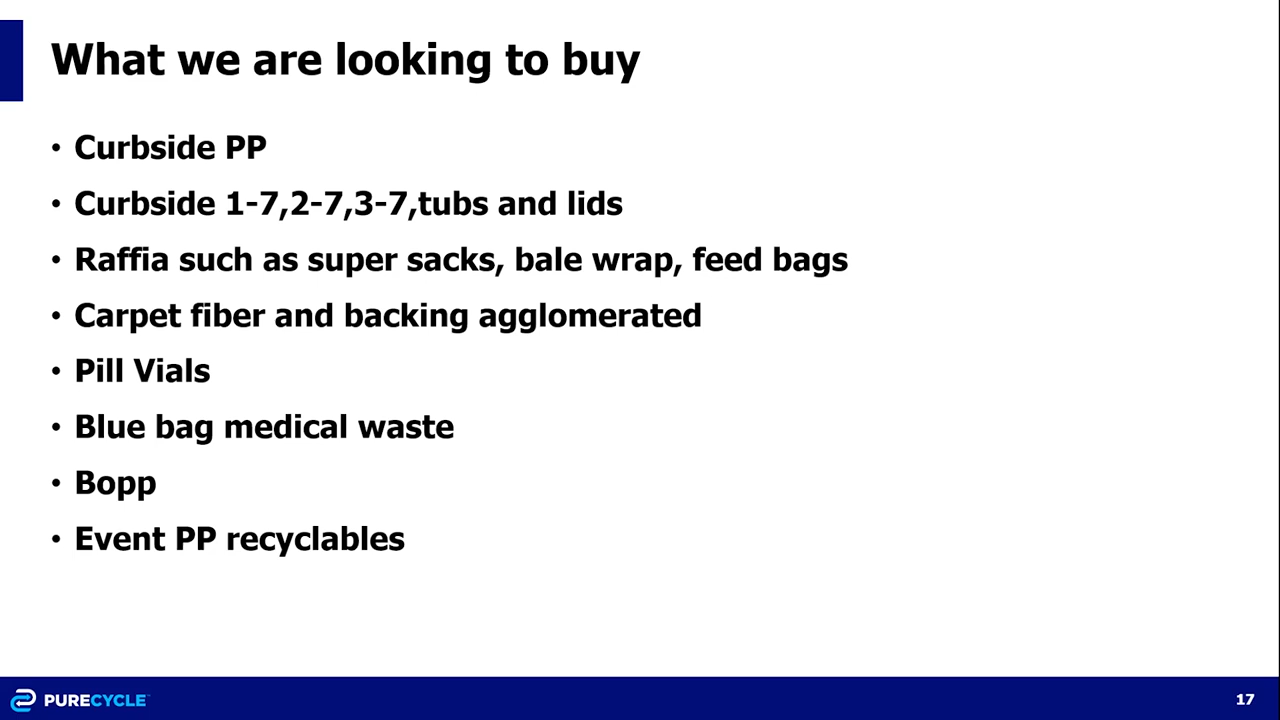 What we are looking to buy
• Curbside PP
• Curbside 1-7,2-7,3-7,tubs and lids
• Raffia such as super sacks, bale wrap, feed bags
• Carpet fiber and backing agglomerated
• Pill Vials
• Blue bag medical waste
• Bopp
• Event PP recyclables
PURECYCLE™
17